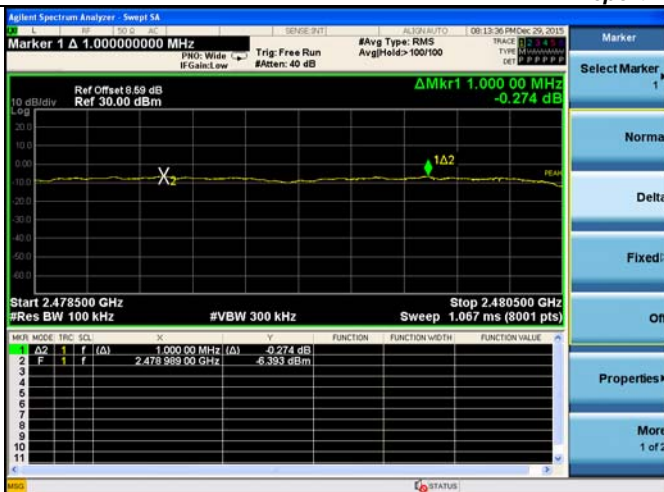 Agilent Spectrum Analyzer - Swept SA
L RF 50 Ω AC SENSE:INT ALIGN AUTO 08:13:36 PM Dec 29, 2015
Marker 1 Δ 1.000000000 MHz
PNO: Wide Trig: Free Run
IFGain:Low #Atten: 40 dB
#Avg Type: RMS
Avg|Hold:>100/100
TRACE 1 2 3 4 5 6
TYPE M
DET P P P P P P
Ref Offset 8.59 dB
10 dB/div Ref 30.00 dBm
Log
ΔMkr1 1.000 00 MHz
-0.274 dB
20.0
10.0
0.00
-10.0
-20.0
-30.0
-40.0
-50.0
-60.0
X2
1Δ2
PEAK
Start 2.478500 GHz Stop 2.480500 GHz
#Res BW 100 kHz #VBW 300 kHz Sweep 1.067 ms (8001 pts)
MKR MODE TRC SCL X Y FUNCTION FUNCTION WIDTH FUNCTION VALUE
1 Δ2 1 f (Δ) 1.000 00 MHz (Δ) -0.274 dB
2 F 1 f 2.478 989 00 GHz -6.393 dBm
3
4
5
6
7
8
9
10
11
MSG STATUS
Marker
Select Marker
1
Norma
Delta
Fixed
Off
Properties
More
1 of 2